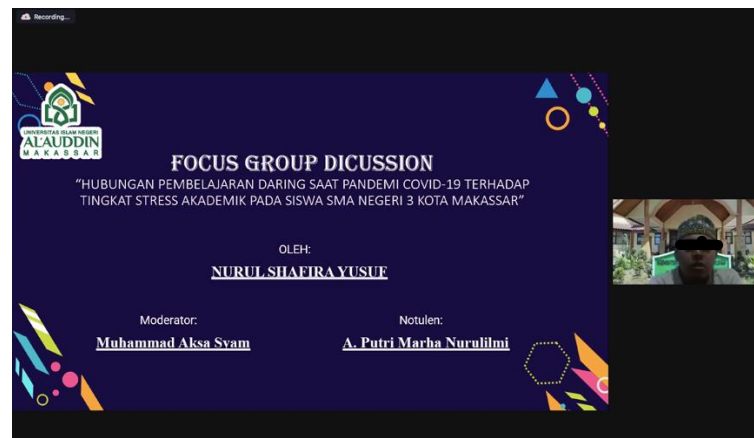 Recording...
UNIVERSITAS ISLAM NEGERI
ALAUDDIN
MAKASSAR
FOCUS GROUP DICUSSION
"HUBUNGAN PEMBELAJARAN DARING SAAT PANDEMI COVID-19 TERHADAP
TINGKAT STRESS AKADEMIK PADA SISWA SMA NEGERI 3 KOTA MAKASSAR"
OLEH:
NURUL SHAFIRA YUSUF
Moderator:
Muhammad Aksa Syam
Notulen:
A. Putri Marha Nurulilmi